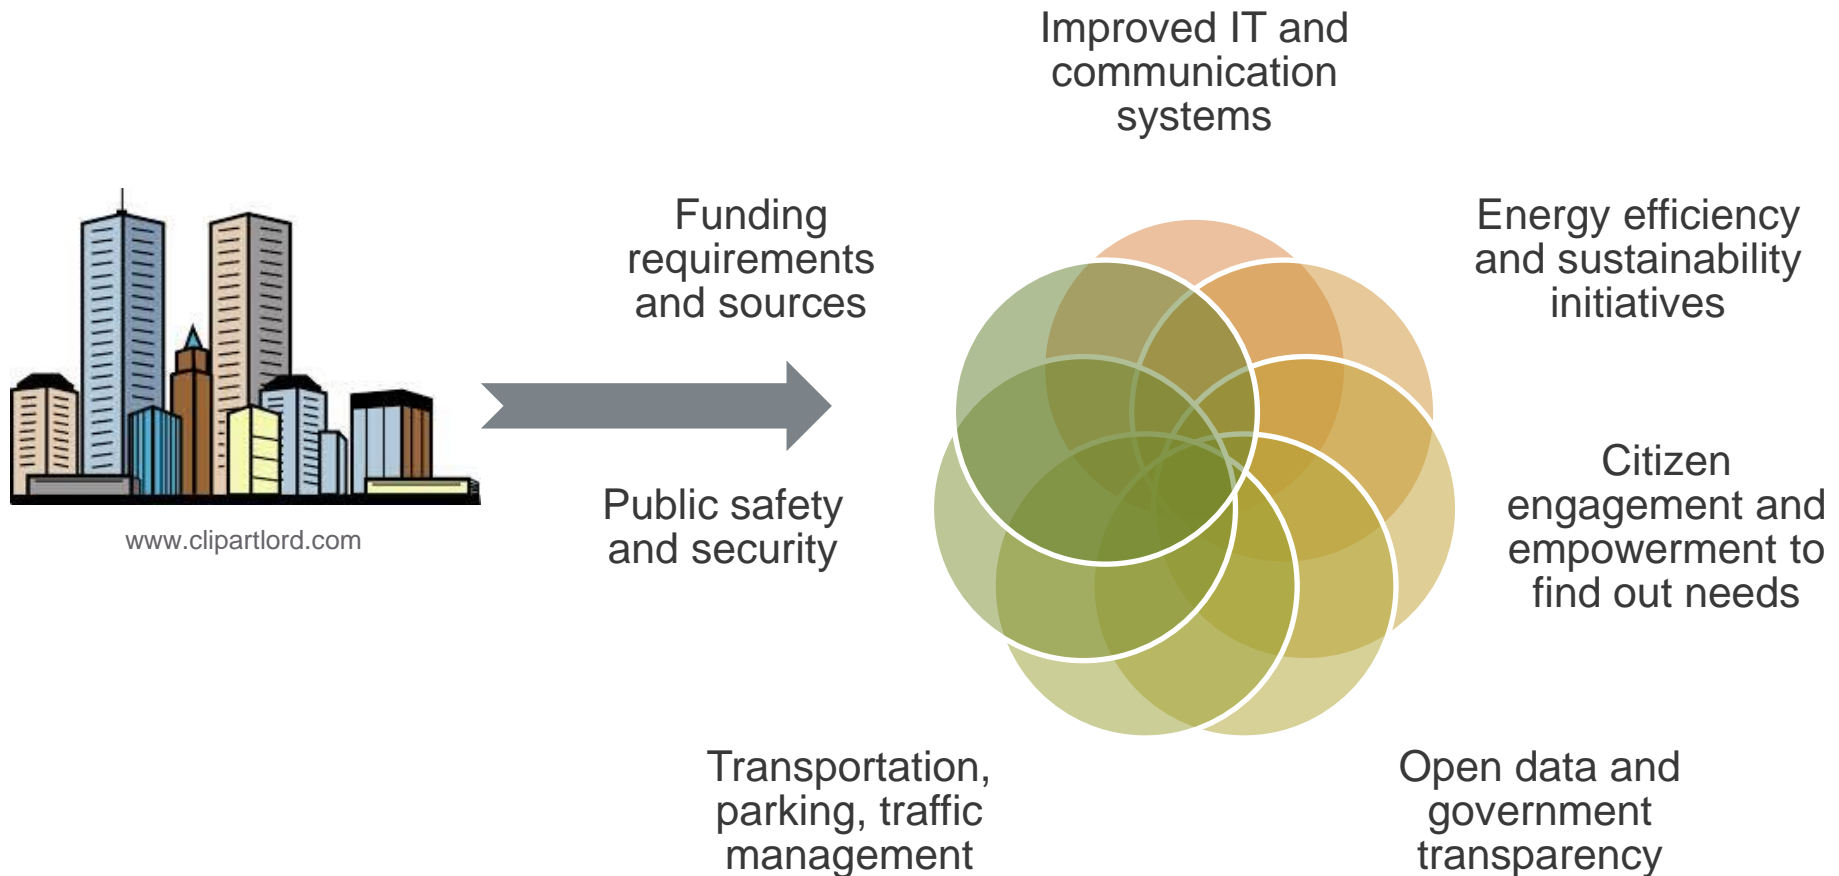 Improved IT and
communication
systems
Funding
requirements
and sources
Energy efficiency
and sustainability
initiatives
Citizen
engagement and
empowerment to
find out needs
Public safety
and security
www.clipartlord.com
Transportation,
parking, traffic
management
Open data and
government
transparency